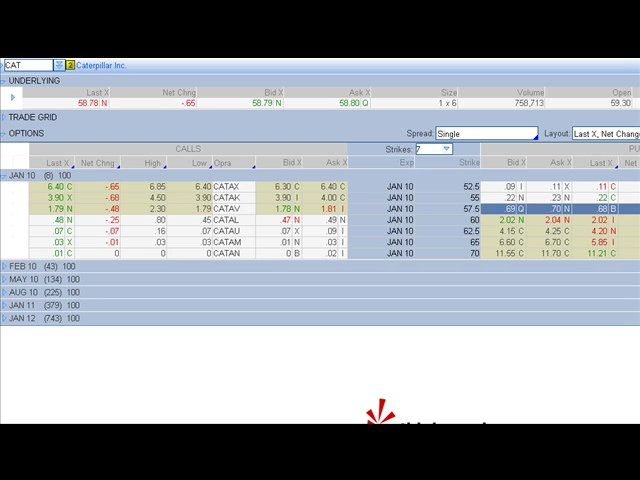 CAT 2 Caterpillar Inc.
UNDERLYING
Last X Net Chng Bid X Ask X Size Volume Open
58.78 N -.65 58.79 N 58.80 Q 1 x 6 758,713 59.30
TRADE GRID
OPTIONS Spread: Single Layout: Last X, Net Change
CALLS Strikes: 7 PU
Last X Net Chng High Low Opra Bid X Ask X Exp Strike Bid X Ask X Last X Net
JAN 10 (8) 100
6.40 C -.65 6.85 6.40 CATAX 6.30 C 6.40 C JAN 10 52.5 .09 I .11 X .11 C
3.90 X -.68 4.50 3.90 CATAK 3.90 I 4.00 C JAN 10 55 .22 N .23 N .22 C
1.79 N -.48 2.30 1.79 CATAV 1.78 N 1.81 I JAN 10 57.5 .69 Q .70 N .68 B
.48 N -.25 .80 .45 CATAL .47 N .49 N JAN 10 60 2.02 N 2.04 N 2.02 I
.07 C -.07 .16 .07 CATAU .07 X .09 I JAN 10 62.5 4.15 C 4.25 C 4.20 N
.03 X -.01 .03 .03 CATAM .01 N .03 I JAN 10 65 6.60 C 6.70 C 5.85 I
.01 C 0 0 0 CATAN 0 B .02 I JAN 10 70 11.55 C 11.70 C 11.21 C
FEB 10 (43) 100
MAY 10 (134) 100
AUG 10 (225) 100
JAN 11 (379) 100
JAN 12 (743) 100